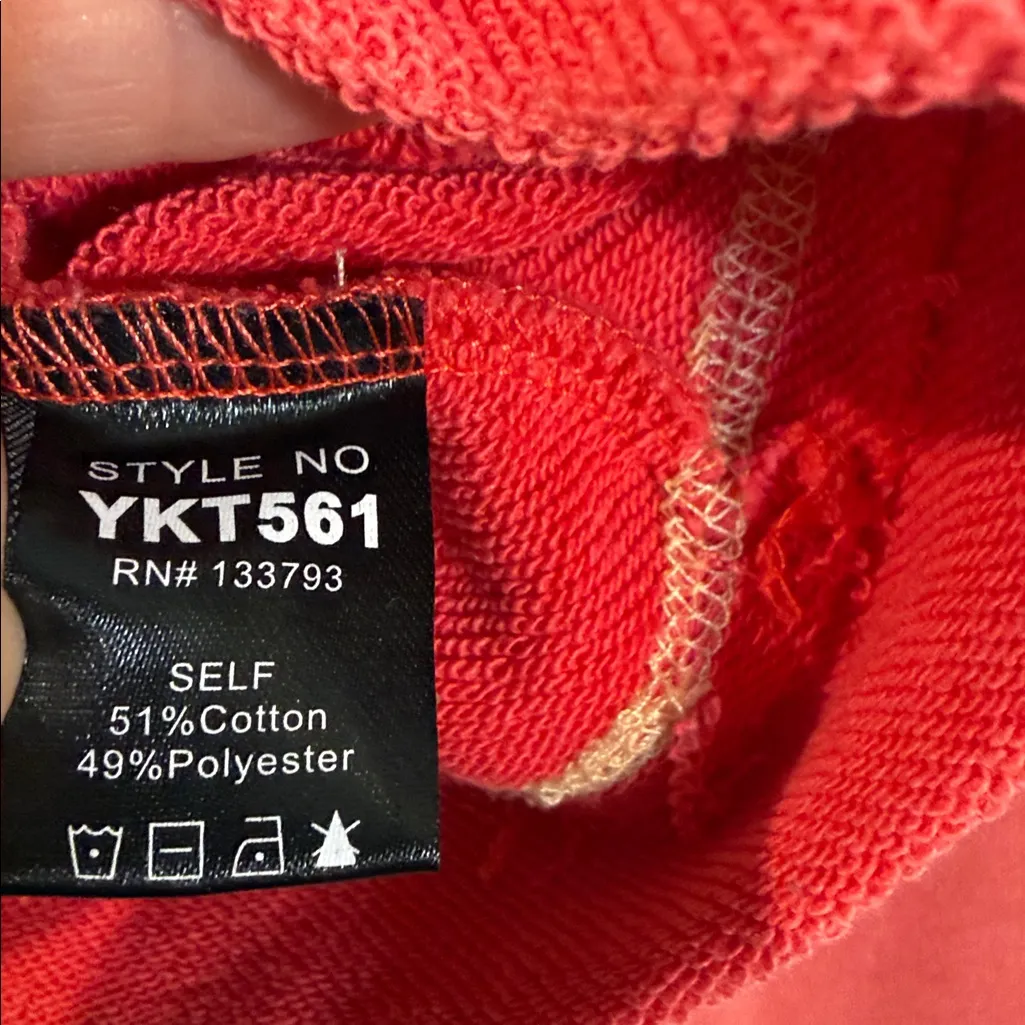 STYLE NO
YKT561
RN# 133793
SELF
51%Cotton
49%Polyester